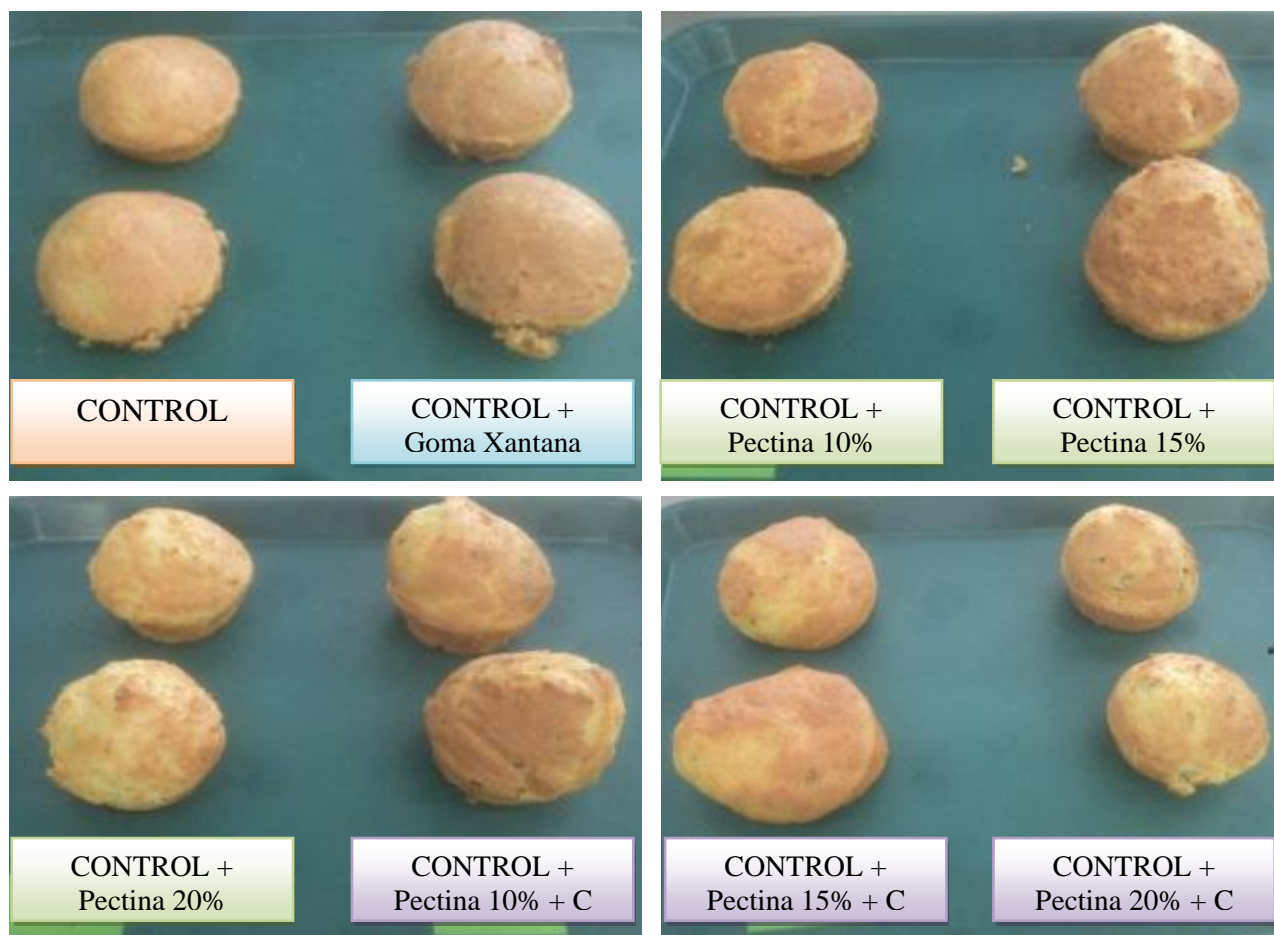 CONTROL
CONTROL +
Goma Xantana
CONTROL +
Pectina 10%
CONTROL +
Pectina 15%
CONTROL +
Pectina 20%
CONTROL +
Pectina 10% + C
CONTROL +
Pectina 15% + C
CONTROL +
Pectina 20% + C